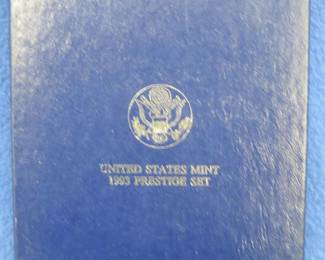 UNITED STATES MINT
1993 PRESTIGE SET